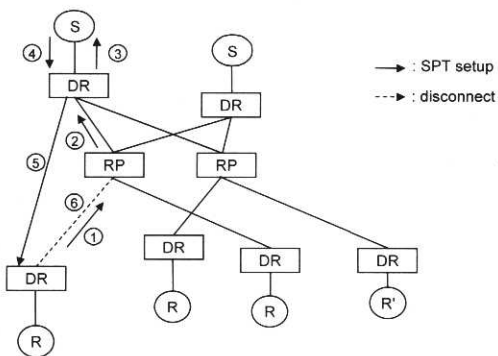 S
④
③
S
→ : SPT setup
DR
DR
⇢ : disconnect
②
⑤
RP
RP
⑥
①
DR
DR
DR
DR
R
R
R
R'